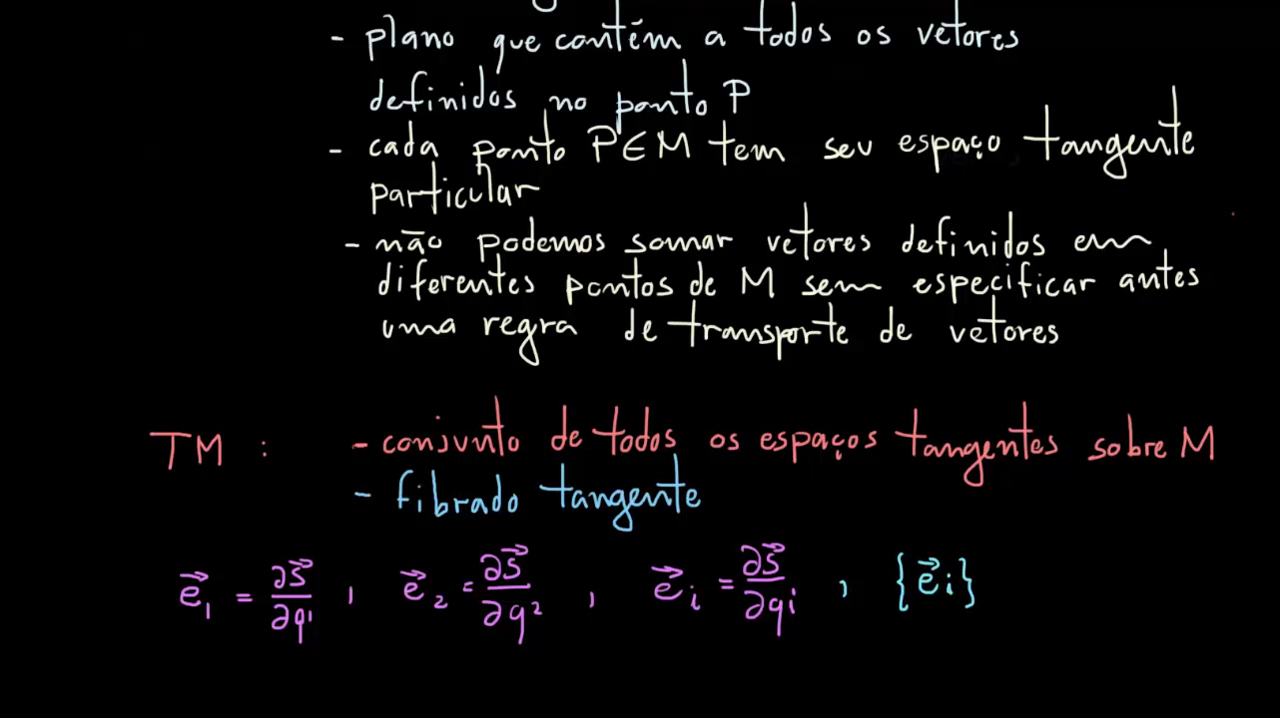 - plano que contém a todos os vetores
definidos no ponto P
- cada ponto P∈M tem seu espaço tangente
particular
- não podemos somar vetores definidos em
diferentes pontos de M sem especificar antes
uma regra de transporte de vetores
TM : - conjunto de todos os espaços tangentes sobre M
- fibrado tangente
e⃗₁ = ∂S⃗/∂q¹ , e⃗₂ = ∂S⃗/∂q² , e⃗ᵢ = ∂S⃗/∂qⁱ , {e⃗ᵢ}